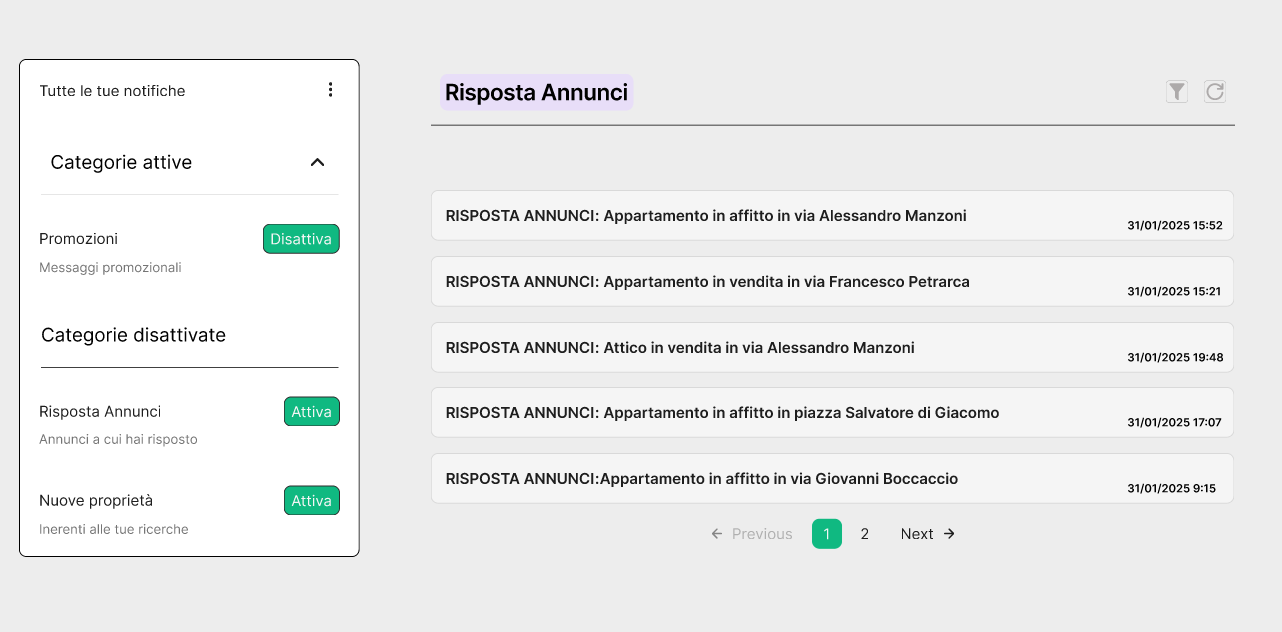 Tutte le tue notifiche
Categorie attive
Promozioni
Disattiva
Messaggi promozionali
Categorie disattivate
Risposta Annunci
Attiva
Annunci a cui hai risposto
Nuove proprietà
Attiva
Inerenti alle tue ricerche
Risposta Annunci
RISPOSTA ANNUNCI: Appartamento in affitto in via Alessandro Manzoni
31/01/2025 15:52
RISPOSTA ANNUNCI: Appartamento in vendita in via Francesco Petrarca
31/01/2025 15:21
RISPOSTA ANNUNCI: Attico in vendita in via Alessandro Manzoni
31/01/2025 19:48
RISPOSTA ANNUNCI: Appartamento in affitto in piazza Salvatore di Giacomo
31/01/2025 17:07
RISPOSTA ANNUNCI:Appartamento in affitto in via Giovanni Boccaccio
31/01/2025 9:15
← Previous 1 2 Next →